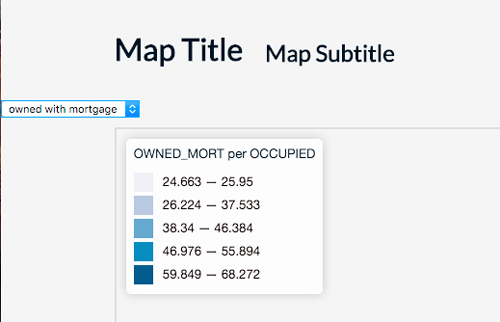 Map Title Map Subtitle
owned with mortgage
OWNED_MORT per OCCUPIED
24.663 — 25.95
26.224 — 37.533
38.34 — 46.384
46.976 — 55.894
59.849 — 68.272